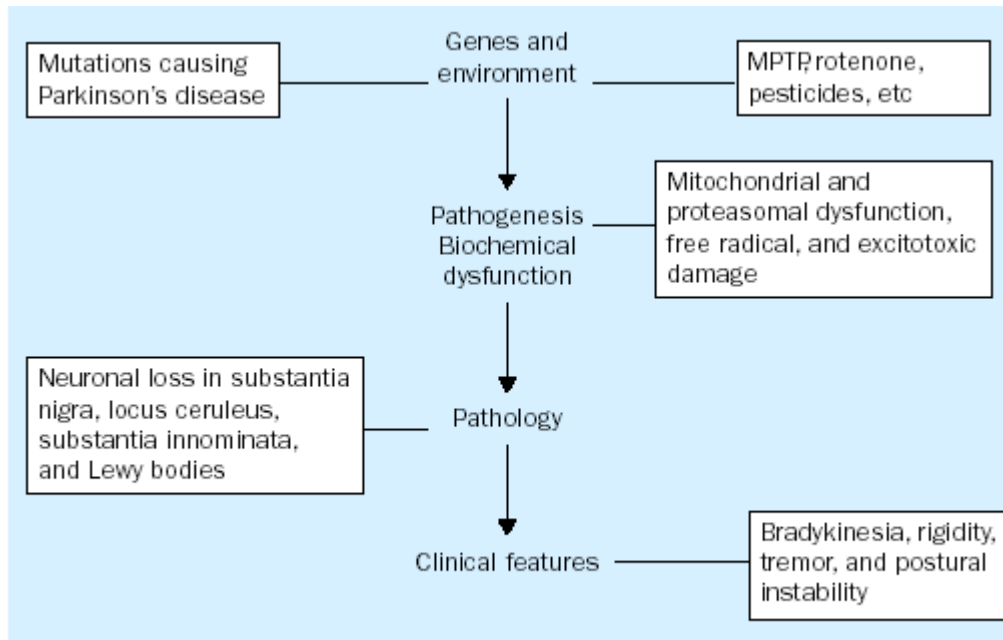 Genes and
environment
Mutations causing
Parkinson's disease
MPTP, rotenone,
pesticides, etc
Pathogenesis
Biochemical
dysfunction
Mitochondrial and
proteasomal dysfunction,
free radical, and excitotoxic
damage
Neuronal loss in substantia
nigra, locus ceruleus,
substantia innominata,
and Lewy bodies
Pathology
Clinical features
Bradykinesia, rigidity,
tremor, and postural
instability